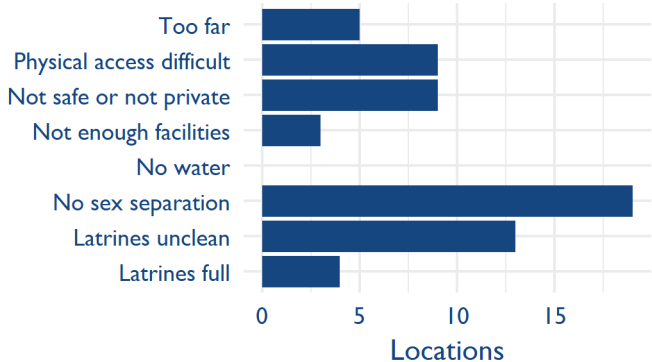 Too far
Physical access difficult
Not safe or not private
Not enough facilities
No water
No sex separation
Latrines unclean
Latrines full
0 5 10 15
Locations